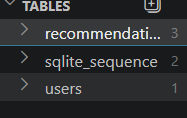 TABLES
recommendati... 3
sqlite_sequence 2
users 1